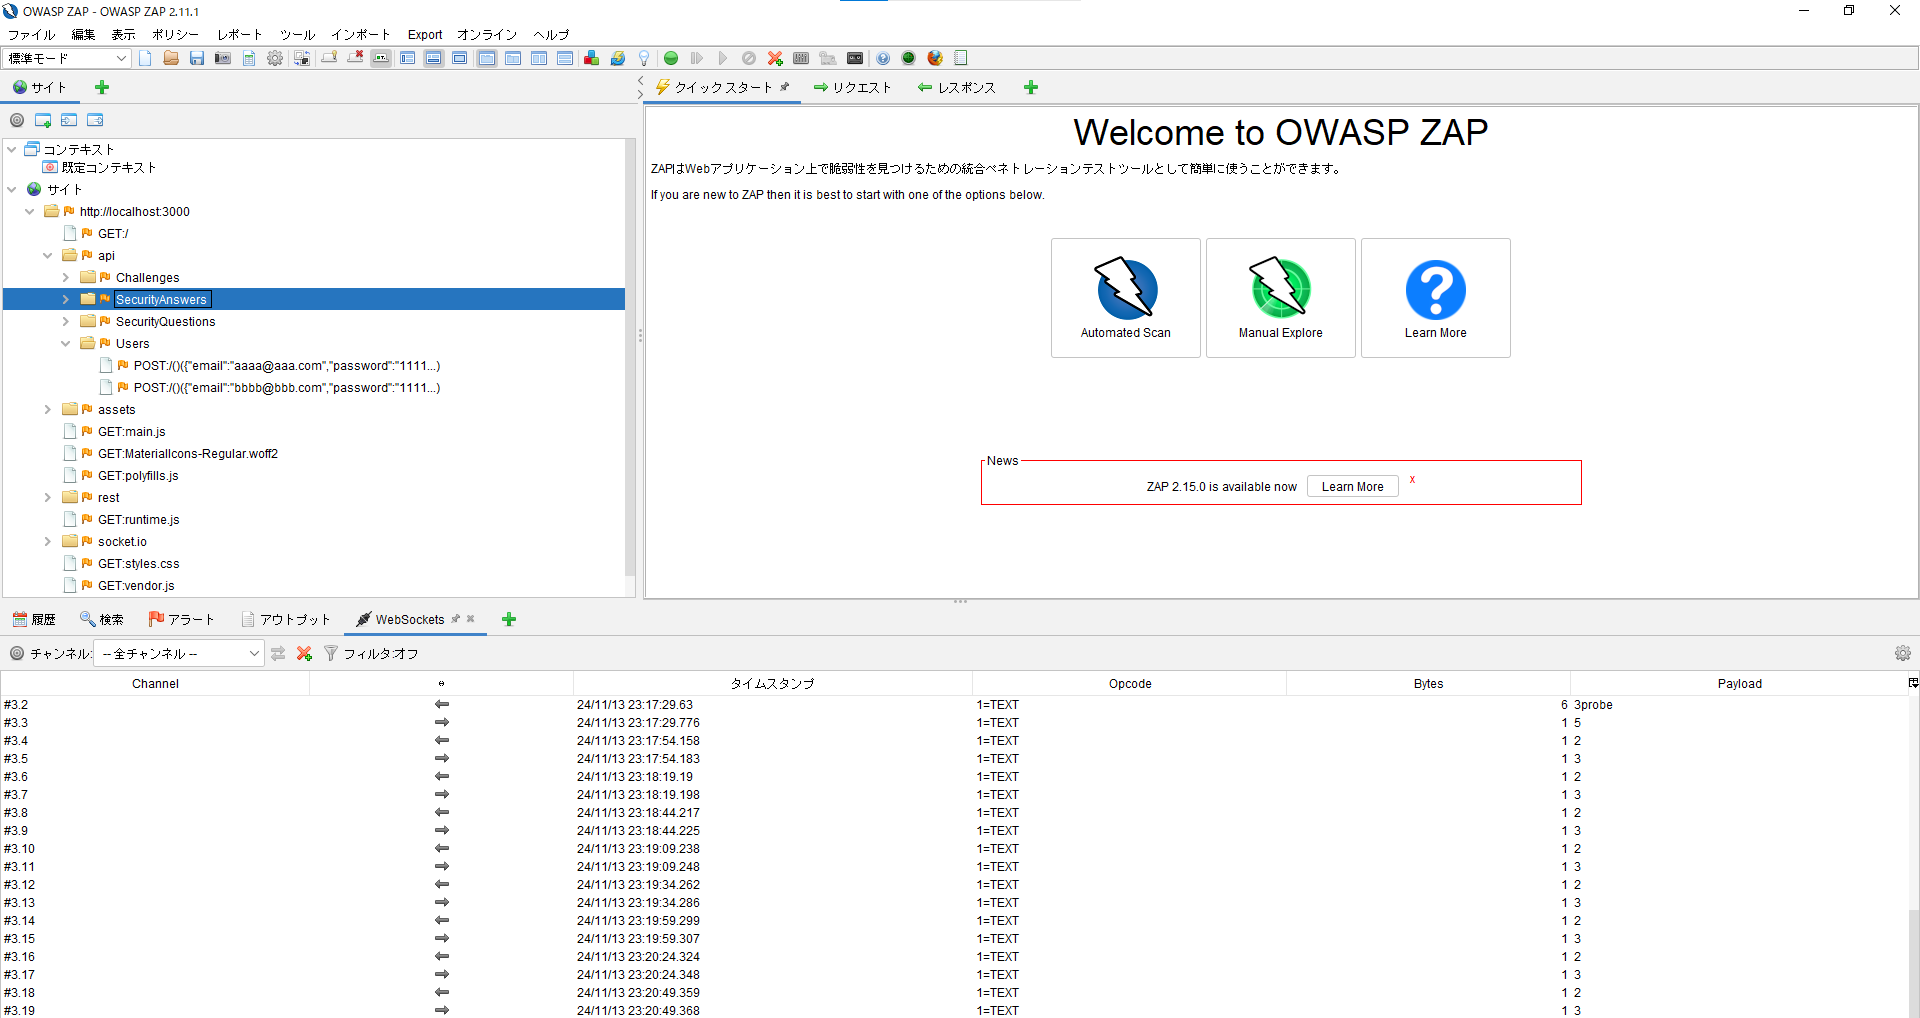 OWASP ZAP - OWASP ZAP 2.11.1
ファイル 編集 表示 ポリシー レポート ツール インポート Export オンライン ヘルプ
標準モード
サイト
クイックスタート リクエスト レスポンス
コンテキスト
既定コンテキスト
サイト
http://localhost:3000
GET:/
api
Challenges
SecurityAnswers
SecurityQuestions
Users
POST:/()({"email":"aaaa@aaa.com","password":"1111...)
POST:/()({"email":"bbbb@bbb.com","password":"1111...)
assets
GET:main.js
GET:MaterialIcons-Regular.woff2
GET:polyfills.js
rest
GET:runtime.js
socket.io
GET:styles.css
GET:vendor.js
Welcome to OWASP ZAP
ZAPはWebアプリケーション上で脆弱性を見つけるための統合ペネトレーションテストツールとして簡単に使うことができます。
If you are new to ZAP then it is best to start with one of the options below.
Automated Scan Manual Explore Learn More
News
ZAP 2.15.0 is available now Learn More X
履歴 検索 アラート アウトプット WebSockets
チャンネル: -- 全チャンネル -- フィルタ:オフ
Channel タイムスタンプ Opcode Bytes Payload
#3.2 24/11/13 23:17:29.63 1=TEXT 6 3probe
#3.3 24/11/13 23:17:29.776 1=TEXT 1 5
#3.4 24/11/13 23:17:54.158 1=TEXT 1 2
#3.5 24/11/13 23:17:54.183 1=TEXT 1 3
#3.6 24/11/13 23:18:19.19 1=TEXT 1 2
#3.7 24/11/13 23:18:19.198 1=TEXT 1 3
#3.8 24/11/13 23:18:44.217 1=TEXT 1 2
#3.9 24/11/13 23:18:44.225 1=TEXT 1 3
#3.10 24/11/13 23:19:09.238 1=TEXT 1 2
#3.11 24/11/13 23:19:09.248 1=TEXT 1 3
#3.12 24/11/13 23:19:34.262 1=TEXT 1 2
#3.13 24/11/13 23:19:34.286 1=TEXT 1 3
#3.14 24/11/13 23:19:59.299 1=TEXT 1 2
#3.15 24/11/13 23:19:59.307 1=TEXT 1 3
#3.16 24/11/13 23:20:24.324 1=TEXT 1 2
#3.17 24/11/13 23:20:24.348 1=TEXT 1 3
#3.18 24/11/13 23:20:49.359 1=TEXT 1 2
#3.19 24/11/13 23:20:49.368 1=TEXT 1 3